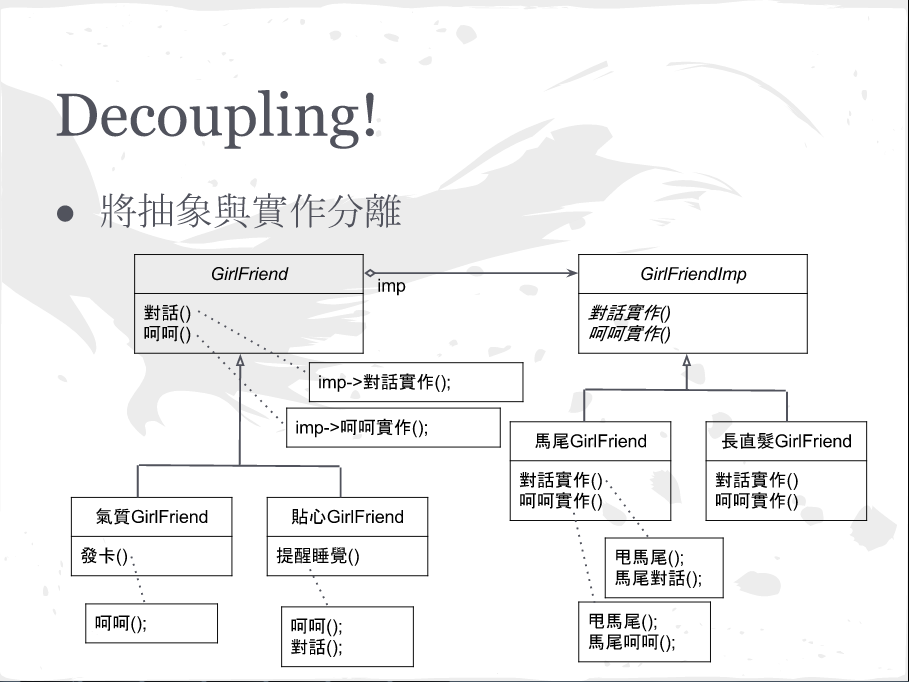 Decoupling!
● 將抽象與實作分離
GirlFriend
對話()
呵呵()
imp
GirlFriendImp
對話實作()
呵呵實作()
imp->對話實作();
imp->呵呵實作();
馬尾GirlFriend
對話實作()
呵呵實作()
長直髮GirlFriend
對話實作()
呵呵實作()
氣質GirlFriend
發卡()
貼心GirlFriend
提醒睡覺()
甩馬尾();
馬尾對話();
呵呵();
呵呵();
對話();
甩馬尾();
馬尾呵呵();